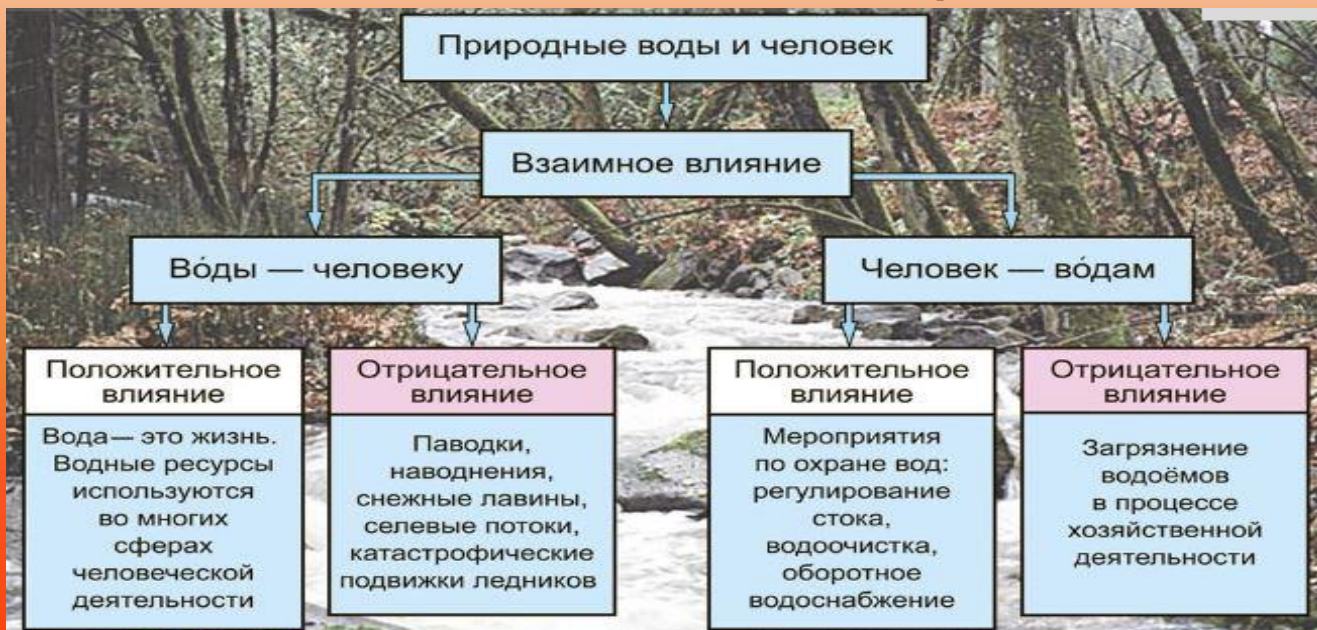 Природные воды и человек
Взаимное влияние
Во́ды — человеку
Человек — во́дам
Положительное
влияние
Вода— это жизнь.
Водные ресурсы
используются
во многих
сферах
человеческой
деятельности
Отрицательное
влияние
Паводки,
наводнения,
снежные лавины,
селевые потоки,
катастрофические
подвижки ледников
Положительное
влияние
Мероприятия
по охране вод:
регулирование
стока,
водоочистка,
оборотное
водоснабжение
Отрицательное
влияние
Загрязнение
водоёмов
в процессе
хозяйственной
деятельности